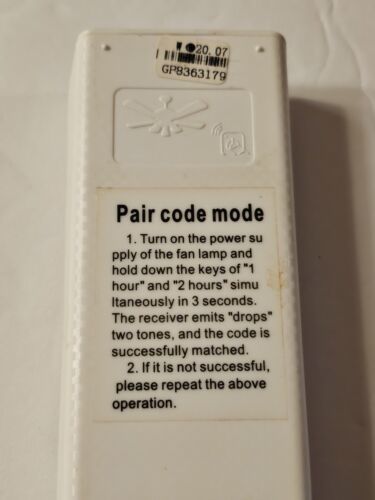 20. 07
GP8363179
Pair code mode
1. Turn on the power su
pply of the fan lamp and
hold down the keys of "1
hour" and "2 hours" simu
ltaneously in 3 seconds.
The receiver emits "drops"
two tones, and the code is
successfully matched.
2. If it is not successful,
please repeat the above
operation.